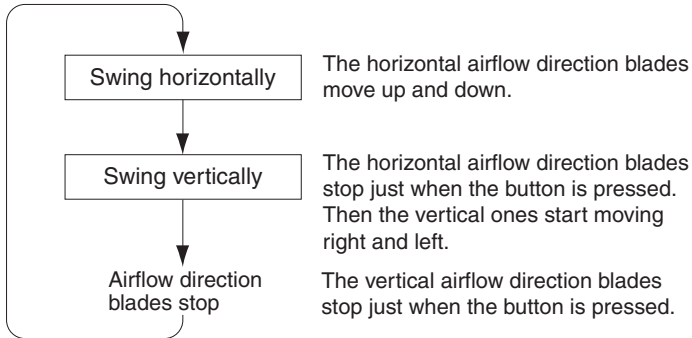 Swing horizontally
The horizontal airflow direction blades
move up and down.
Swing vertically
The horizontal airflow direction blades
stop just when the button is pressed.
Then the vertical ones start moving
right and left.
Airflow direction
blades stop
The vertical airflow direction blades
stop just when the button is pressed.